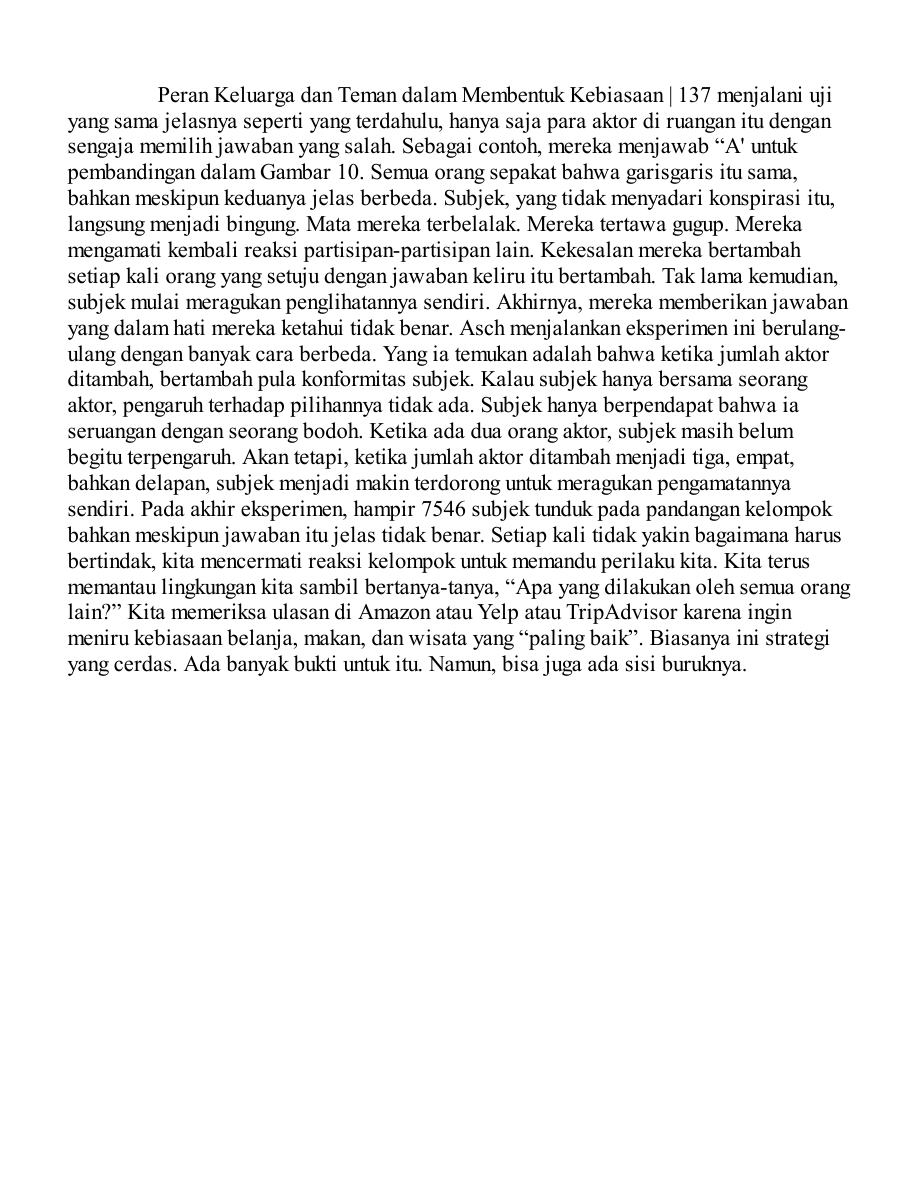 Peran Keluarga dan Teman dalam Membentuk Kebiasaan | 137 menjalani uji
yang sama jelasnya seperti yang terdahulu, hanya saja para aktor di ruangan itu dengan
sengaja memilih jawaban yang salah. Sebagai contoh, mereka menjawab “A' untuk
pembandingan dalam Gambar 10. Semua orang sepakat bahwa garisgaris itu sama,
bahkan meskipun keduanya jelas berbeda. Subjek, yang tidak menyadari konspirasi itu,
langsung menjadi bingung. Mata mereka terbelalak. Mereka tertawa gugup. Mereka
mengamati kembali reaksi partisipan-partisipan lain. Kekesalan mereka bertambah
setiap kali orang yang setuju dengan jawaban keliru itu bertambah. Tak lama kemudian,
subjek mulai meragukan penglihatannya sendiri. Akhirnya, mereka memberikan jawaban
yang dalam hati mereka ketahui tidak benar. Asch menjalankan eksperimen ini berulang-
ulang dengan banyak cara berbeda. Yang ia temukan adalah bahwa ketika jumlah aktor
ditambah, bertambah pula konformitas subjek. Kalau subjek hanya bersama seorang
aktor, pengaruh terhadap pilihannya tidak ada. Subjek hanya berpendapat bahwa ia
seruangan dengan seorang bodoh. Ketika ada dua orang aktor, subjek masih belum
begitu terpengaruh. Akan tetapi, ketika jumlah aktor ditambah menjadi tiga, empat,
bahkan delapan, subjek menjadi makin terdorong untuk meragukan pengamatannya
sendiri. Pada akhir eksperimen, hampir 7546 subjek tunduk pada pandangan kelompok
bahkan meskipun jawaban itu jelas tidak benar. Setiap kali tidak yakin bagaimana harus
bertindak, kita mencermati reaksi kelompok untuk memandu perilaku kita. Kita terus
memantau lingkungan kita sambil bertanya-tanya, “Apa yang dilakukan oleh semua orang
lain?” Kita memeriksa ulasan di Amazon atau Yelp atau TripAdvisor karena ingin
meniru kebiasaan belanja, makan, dan wisata yang “paling baik”. Biasanya ini strategi
yang cerdas. Ada banyak bukti untuk itu. Namun, bisa juga ada sisi buruknya.